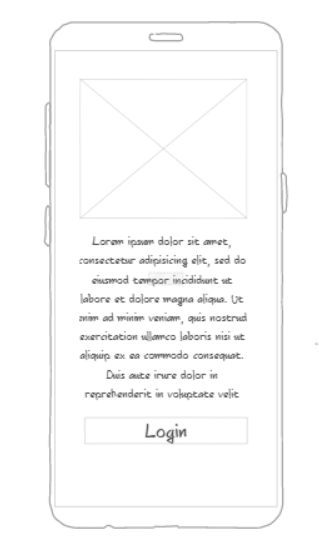 Lorem ipsum dolor sit amet,
consectetur adipisicing elit, sed do
eiusmod tempor incididunt ut
labore et dolore magna aliqua. Ut
enim ad minim veniam, quis nostrud
exercitation ullamco laboris nisi ut
aliquip ex ea commodo consequat.
Duis aute irure dolor in
reprehenderit in voluptate velit
Login